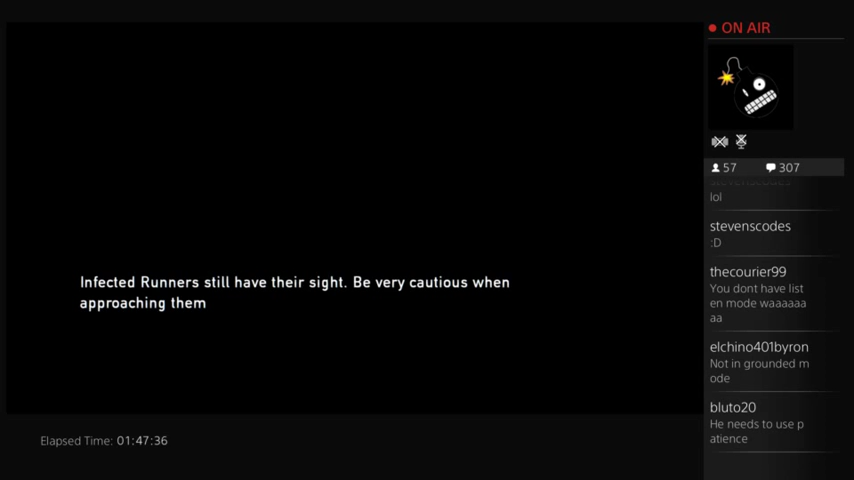 ON AIR
57 307
lol
stevenscodes
:D
thecourier99
You dont have list
en mode waaaaaa
aa
elchino401byron
Not in grounded m
ode
bluto20
He needs to use p
atience
Infected Runners still have their sight. Be very cautious when
approaching them
Elapsed Time: 01:47:36